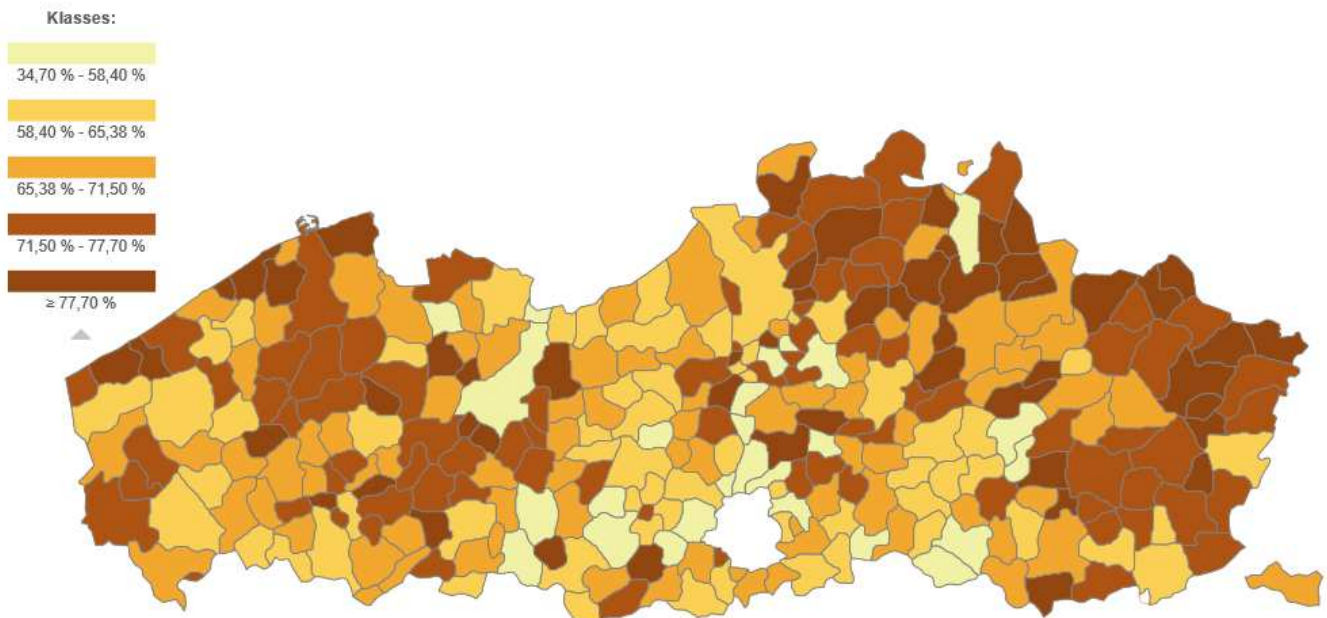 Klasses:
34,70 % - 58,40 %
58,40 % - 65,38 %
65,38 % - 71,50 %
71,50 % - 77,70 %
≥ 77,70 %